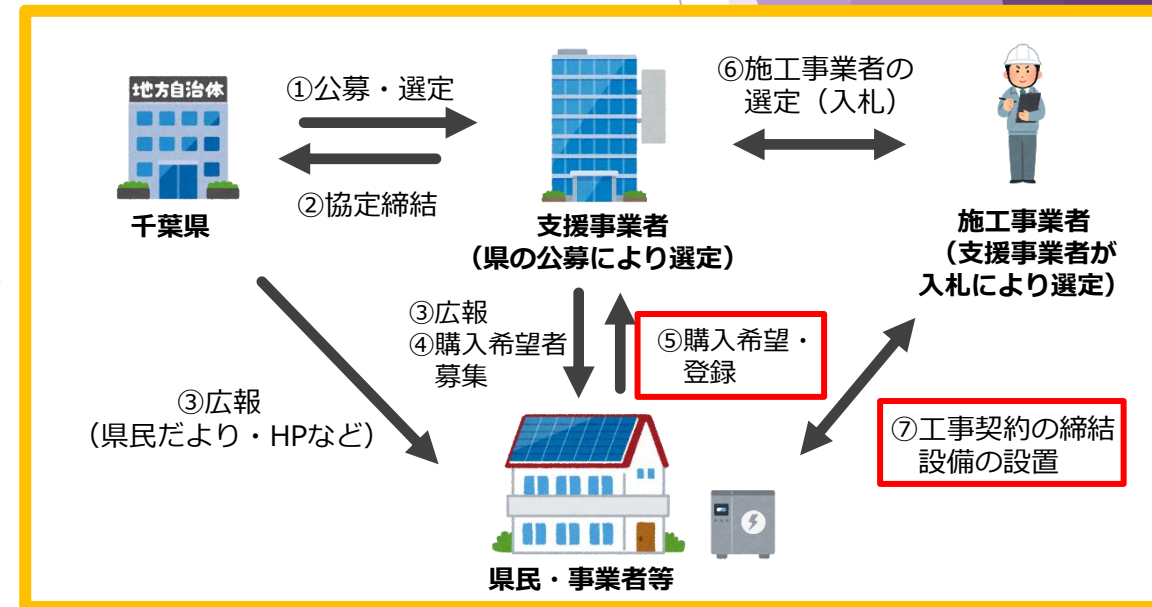 地方自治体
①公募・選定
②協定締結
千葉県
支援事業者
（県の公募により選定）
⑥施工事業者の
選定（入札）
施工事業者
（支援事業者が
入札により選定）
③広報
④購入希望者
募集
⑤購入希望・
登録
③広報
（県民だより・HPなど）
⑦工事契約の締結
設備の設置
県民・事業者等